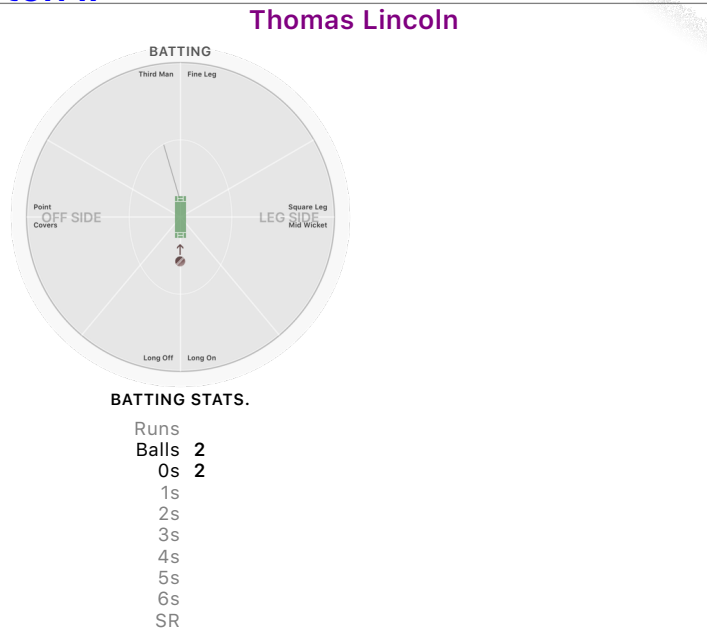 Thomas Lincoln
BATTING
Third Man Fine Leg
Point Square Leg
OFF SIDE LEG SIDE
Covers Mid Wicket
Long Off Long On
BATTING STATS.
Runs
Balls 2
0s 2
1s
2s
3s
4s
5s
6s
SR